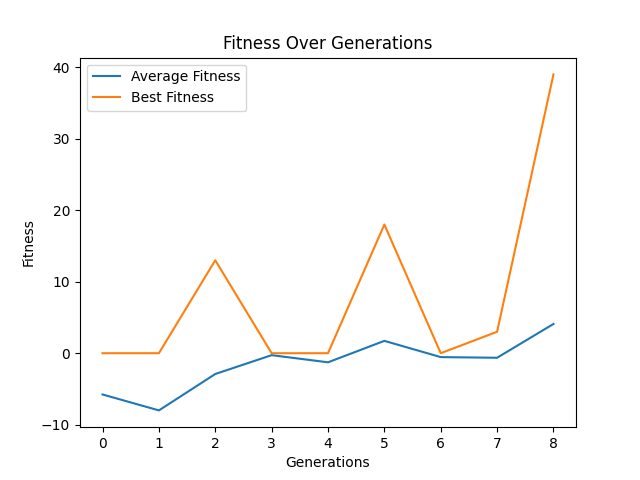 Fitness Over Generations
Average Fitness
Best Fitness
40
30
20
10
0
−10
Fitness
0 1 2 3 4 5 6 7 8
Generations